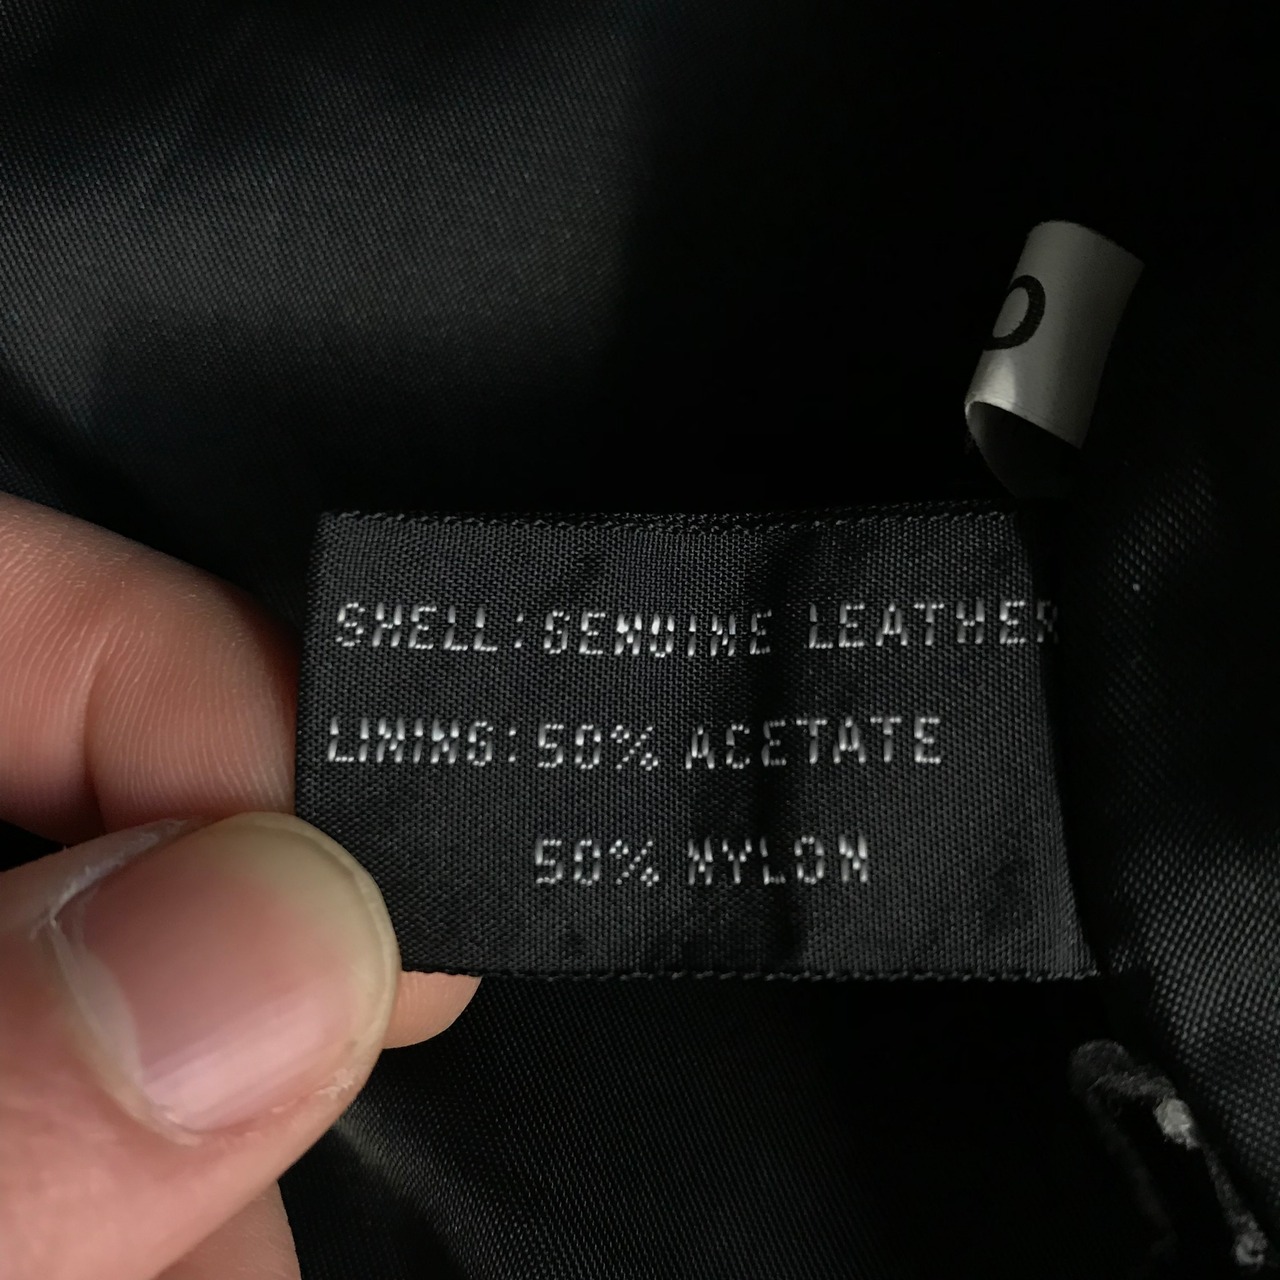 SHELL:GENUINE LEATHER
LINING:50% ACETATE
50% NYLON